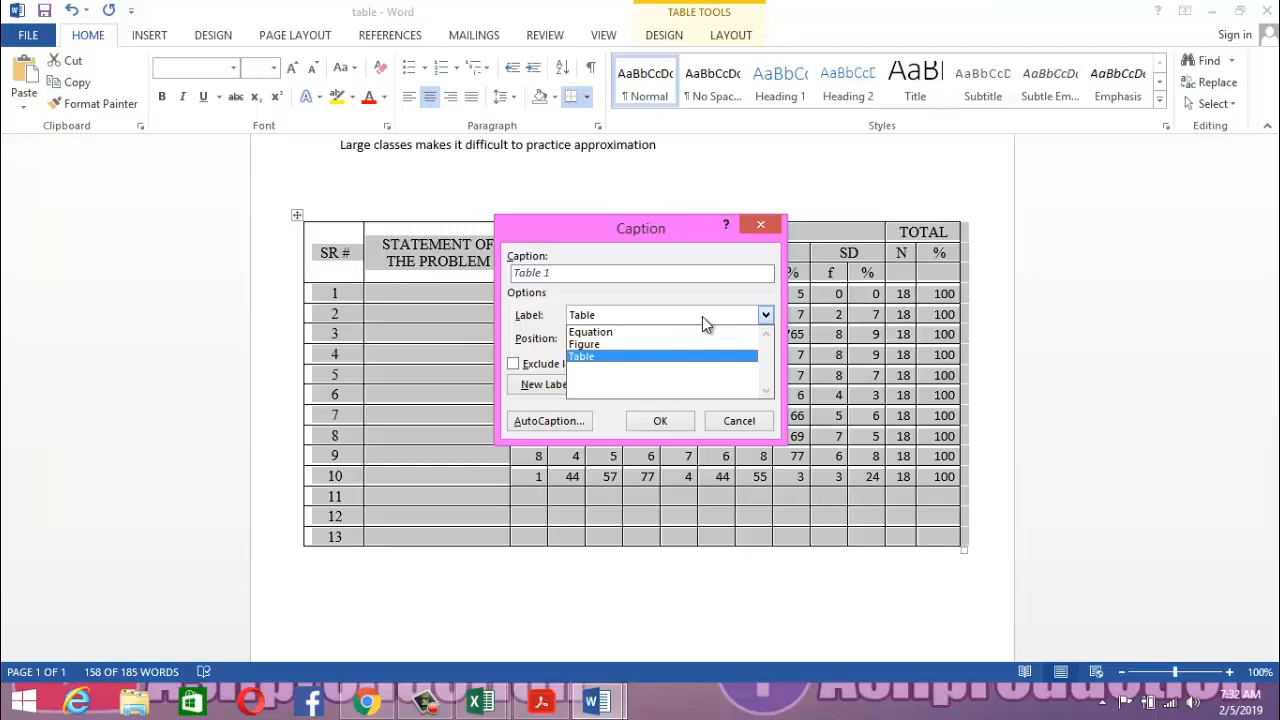 table - Word
TABLE TOOLS
?
Sign in
FILE
HOME
INSERT
DESIGN
PAGE LAYOUT
REFERENCES
MAILINGS
REVIEW
VIEW
DESIGN
LAYOUT
Paste
Cut
Copy
Format Painter
Clipboard
Aa
B I U abc x₂ x²
A
Font
Paragraph
AaBbCcDc
¶ Normal
AaBbCcDc
¶ No Spac...
AaBbCc
Heading 1
AaBbCc
Heading 2
AaBI
Title
AaBbCcD
Subtitle
AaBbCcDc
Subtle Em...
AaBbCcDc
Emphasis
Styles
Find
Replace
Select
Editing
Large classes makes it difficult to practice approximation
SR # STATEMENT OF THE PROBLEM SD TOTAL
% f % N %
1 5 0 0 18 100
2 7 2 7 18 100
3 765 8 9 18 100
4 7 8 9 18 100
5 7 8 7 18 100
6 6 4 3 18 100
7 66 5 6 18 100
8 69 7 5 18 100
9 8 4 5 6 7 6 8 77 6 8 18 100
10 1 44 57 77 4 44 55 3 3 24 18 100
11
12
13
Caption
?
Caption:
Table 1
Options
Label: Table
Equation
Figure
Table
Position:
Exclude l
New Labe
AutoCaption...
OK
Cancel
PAGE 1 OF 1
158 OF 185 WORDS
100%
7:32 AM
2/5/2019